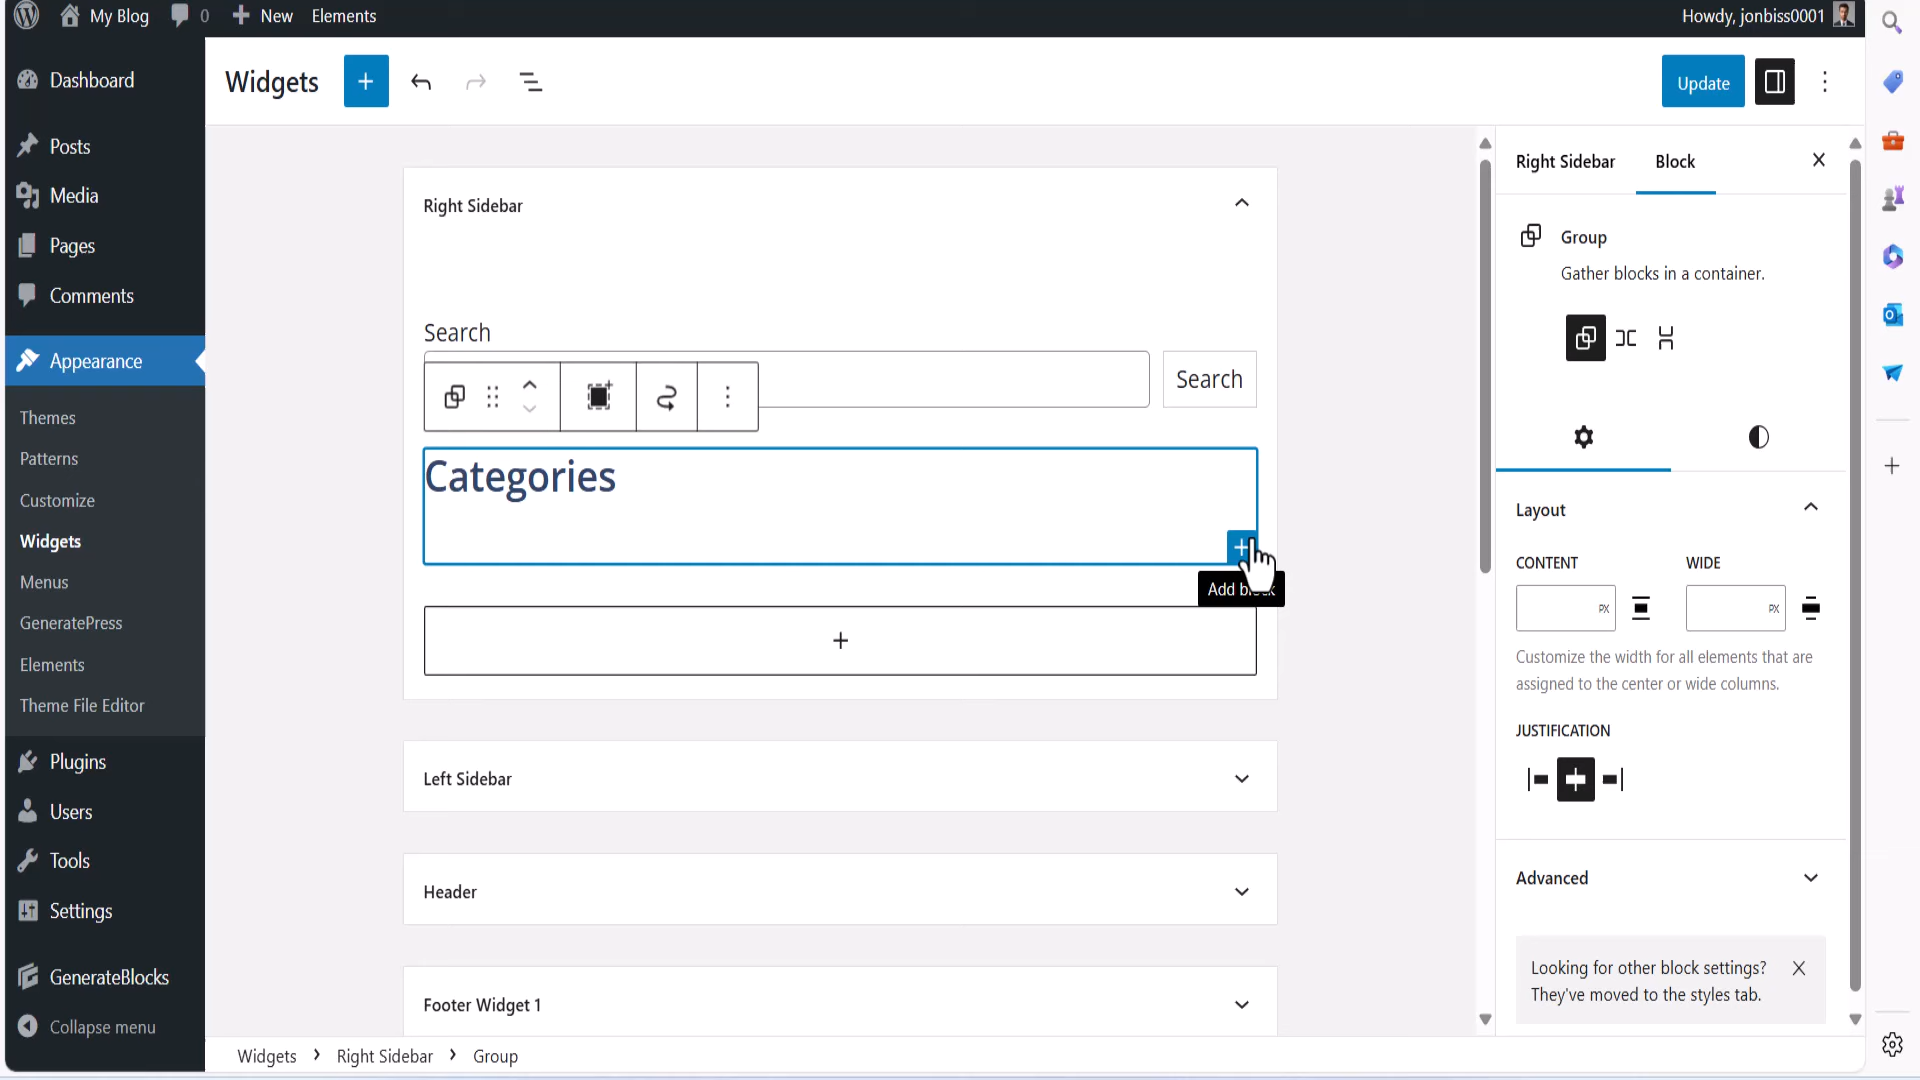 My Blog
0
New
Elements
Howdy, jonbiss0001
Dashboard
Posts
Media
Pages
Comments
Appearance
Themes
Patterns
Customize
Widgets
Menus
GeneratePress
Elements
Theme File Editor
Plugins
Users
Tools
Settings
GenerateBlocks
Collapse menu
Widgets
Update
Right Sidebar
Search
Search
Categories
Add block
Left Sidebar
Header
Footer Widget 1
Right Sidebar
Block
Group
Gather blocks in a container.
Layout
CONTENT
WIDE
PX
PX
Customize the width for all elements that are
assigned to the center or wide columns.
JUSTIFICATION
Advanced
Looking for other block settings?
They've moved to the styles tab.
Widgets > Right Sidebar > Group